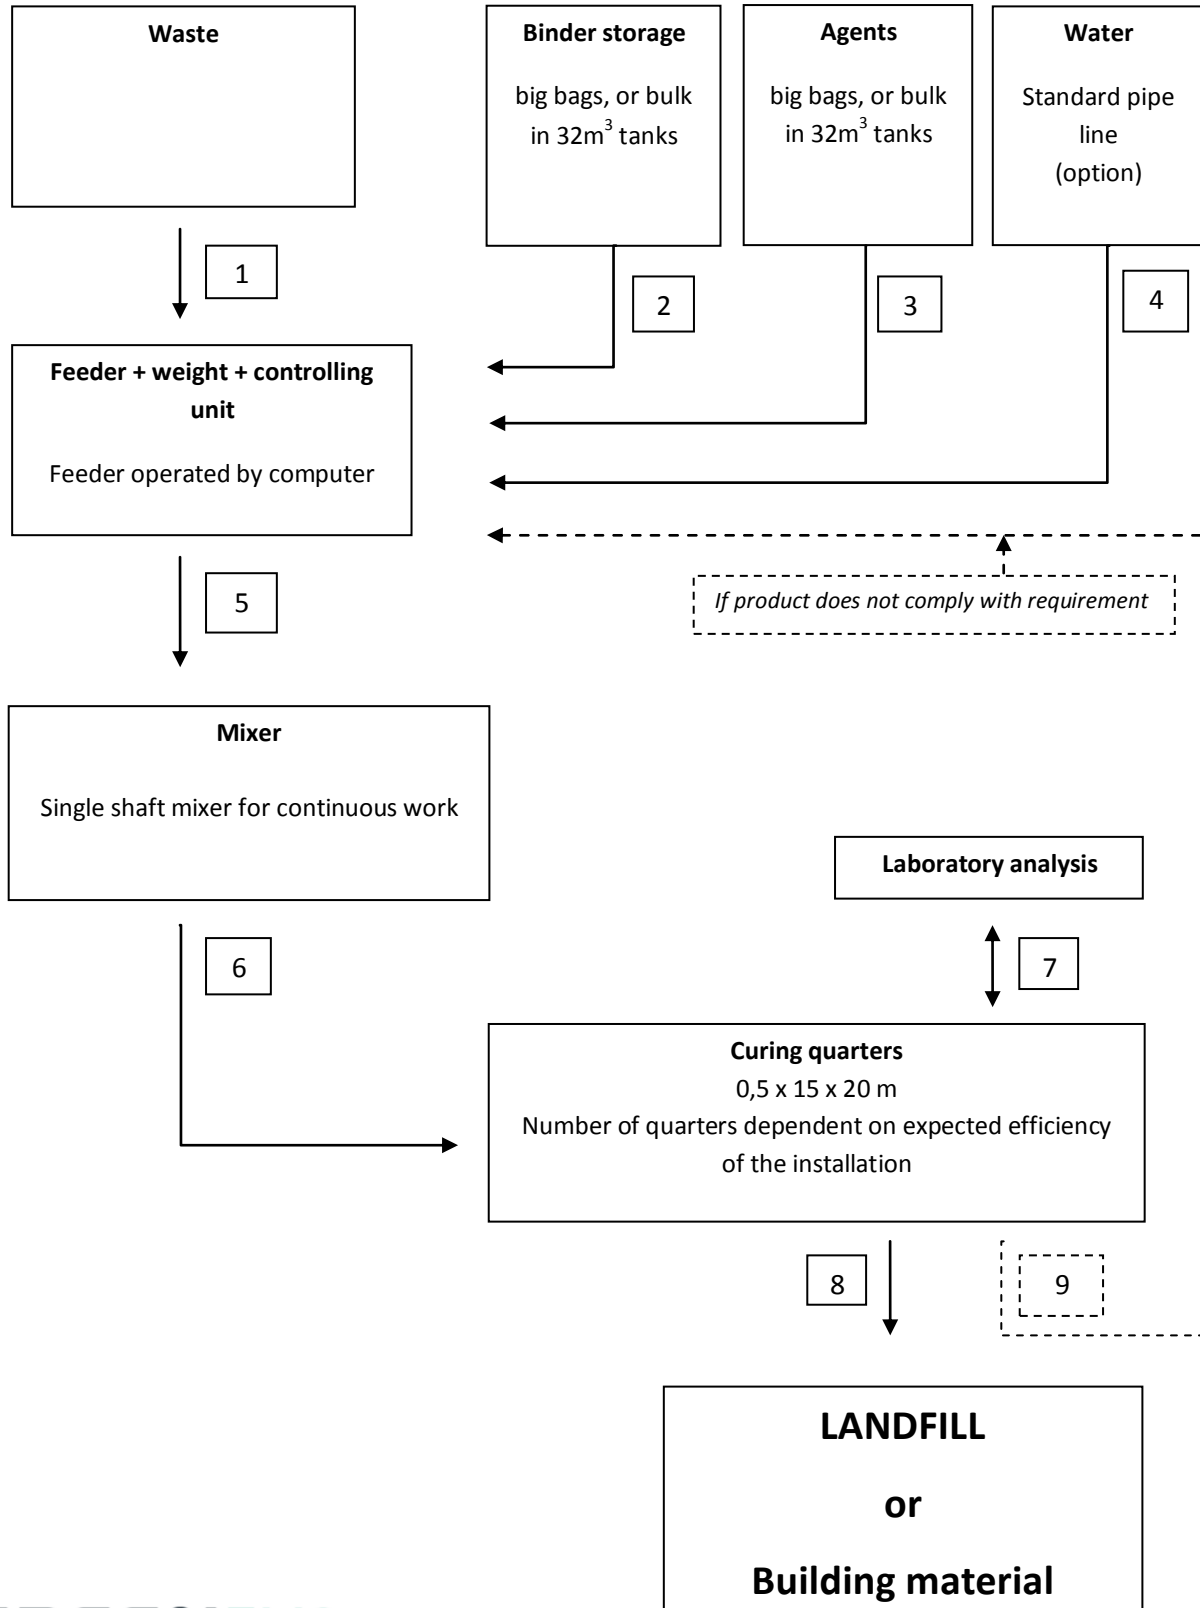 Waste
Binder storage
big bags, or bulk
in 32m³ tanks
Agents
big bags, or bulk
in 32m³ tanks
Water
Standard pipe
line
(option)
1
2
3
4
Feeder + weight + controlling
unit
Feeder operated by computer
If product does not comply with requirement
5
Mixer
Single shaft mixer for continuous work
Laboratory analysis
6
7
Curing quarters
0,5 x 15 x 20 m
Number of quarters dependent on expected efficiency
of the installation
8
9
LANDFILL
or
Building material